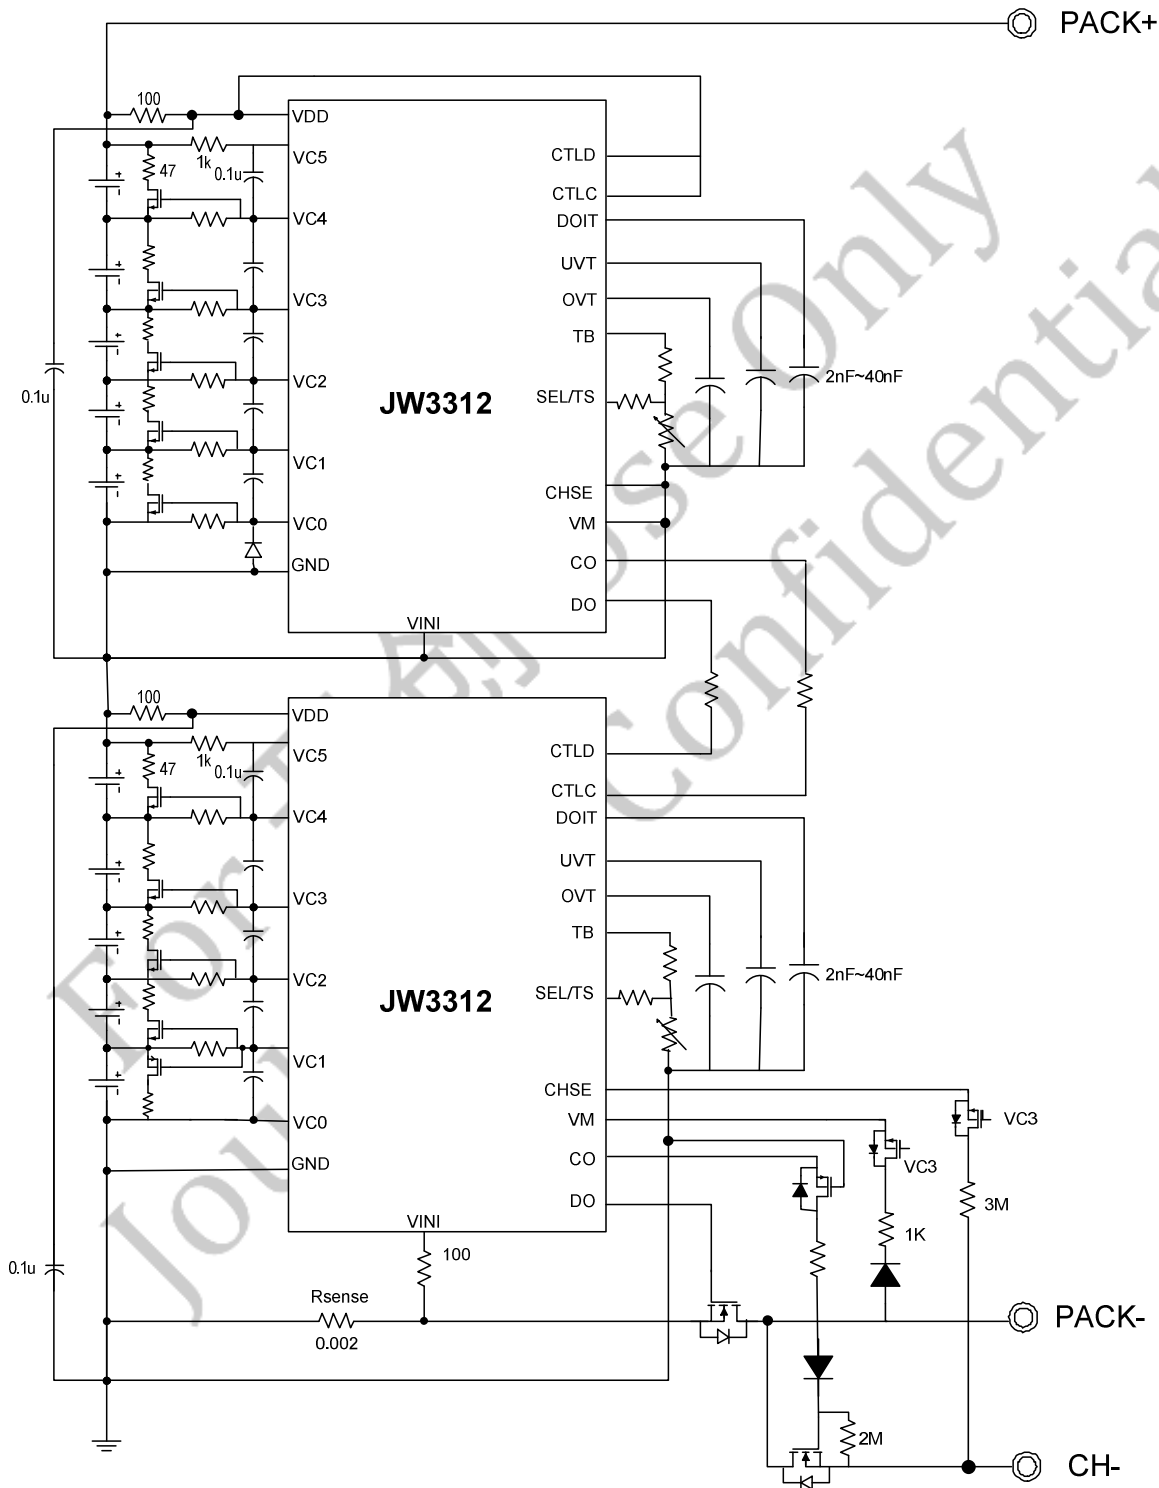 PACK+
100
VDD
VC5
1k
47
0.1u
CTLD
CTLC
VC4
DOIT
UVT
VC3
OVT
TB
0.1u
VC2
JW3312
SEL/TS
2nF~40nF
VC1
CHSE
VC0
VM
GND
CO
DO
VINI
100
VDD
VC5
1k
47
0.1u
CTLD
CTLC
VC4
DOIT
UVT
VC3
OVT
TB
VC2
JW3312
SEL/TS
2nF~40nF
VC1
CHSE
VC0
VM
VC3
GND
CO
VC3
DO
3M
VINI
1K
100
0.1u
Rsense
0.002
PACK-
2M
CH-